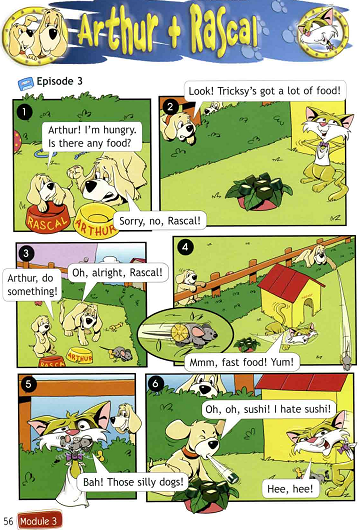 Arthur + Rascal
Episode 3
1
Arthur! I'm hungry.
Is there any food?
RASCAL
ARTHUR
Sorry, no, Rascal!
2
Look! Tricksy's got a lot of food!
3
Arthur, do
something!
Oh, alright, Rascal!
RASCA
ARTHUR
4
Mmm, fast food! Yum!
5
Bah! Those silly dogs!
6
Oh, oh, sushi! I hate sushi!
Hee, hee!
56 Module 3